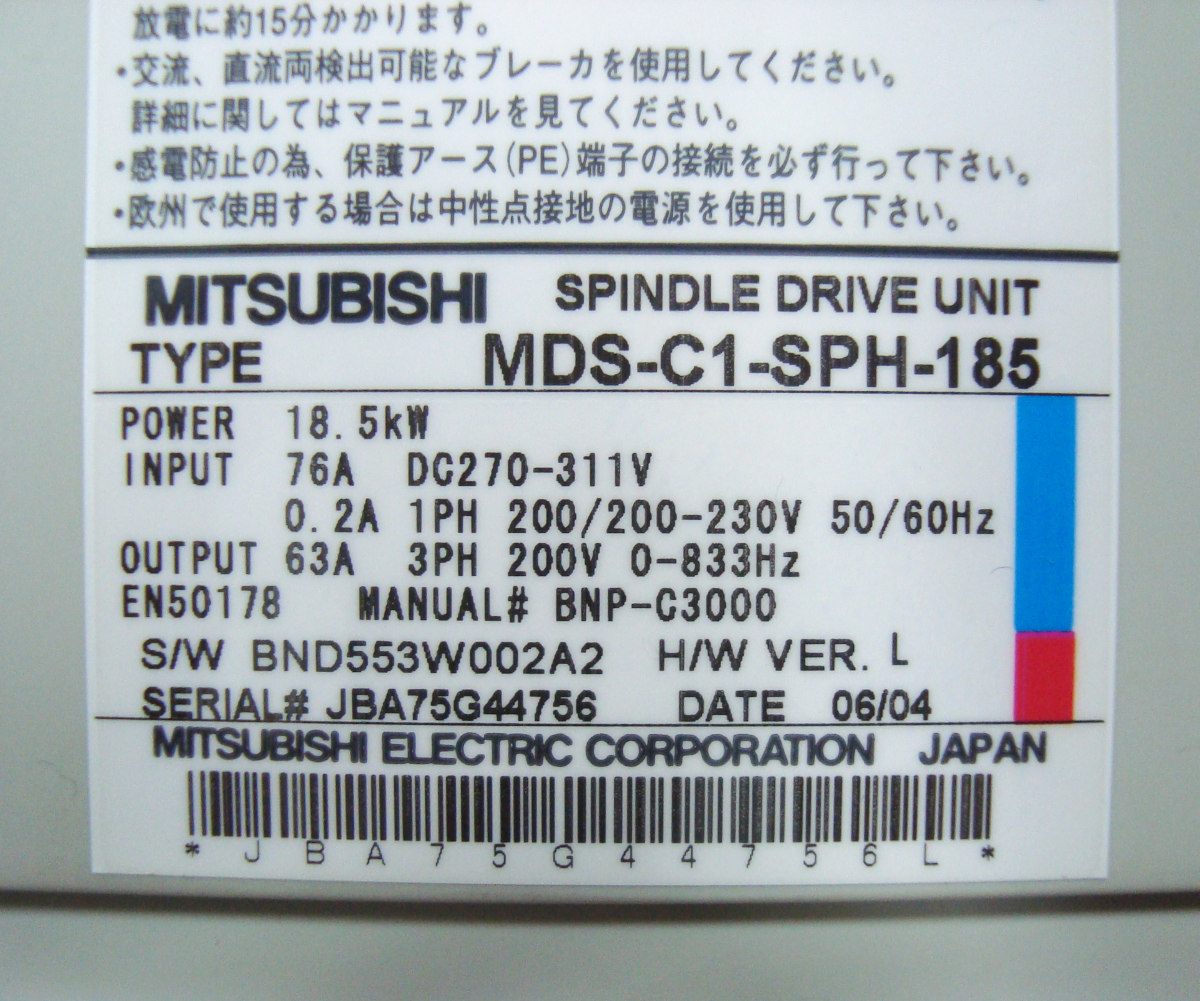 放電に約15分かかります。
・交流、直流両検出可能なブレーカを使用してください。
詳細に関してはマニュアルを見てください。
・感電防止の為、保護アース(PE)端子の接続を必ず行って下さい。
・欧州で使用する場合は中性点接地の電源を使用して下さい。
MITSUBISHI SPINDLE DRIVE UNIT
TYPE MDS-C1-SPH-185
POWER 18.5kW
INPUT 76A DC270-311V
0.2A 1PH 200/200-230V 50/60Hz
OUTPUT 63A 3PH 200V 0-833Hz
EN50178 MANUAL# BNP-C3000
S/W BND553W002A2 H/W VER. L
SERIAL# JBA75G44756 DATE 06/04
MITSUBISHI ELECTRIC CORPORATION JAPAN
*JBA75G44756L*